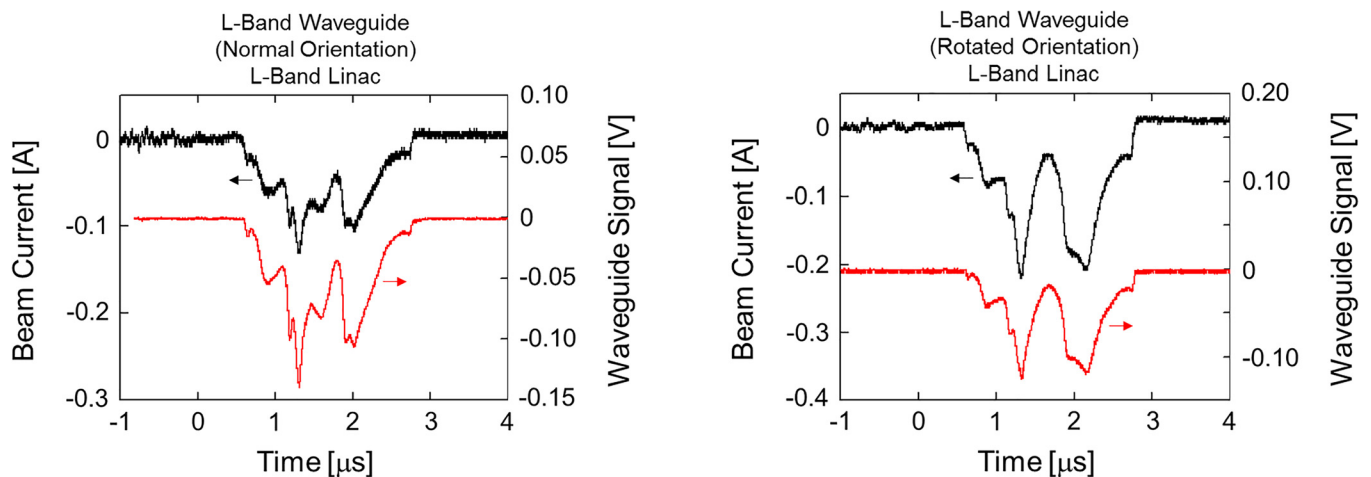 L-Band Waveguide
(Normal Orientation)
L-Band Linac
Beam Current [A]
0
-0.1
-0.2
-0.3
0.10
0.05
0
-0.05
-0.10
-0.15
Waveguide Signal [V]
-1 0 1 2 3 4
Time [μs]
L-Band Waveguide
(Rotated Orientation)
L-Band Linac
Beam Current [A]
0
-0.1
-0.2
-0.3
-0.4
0.20
0.10
0
-0.10
Waveguide Signal [V]
-1 0 1 2 3 4
Time [μs]